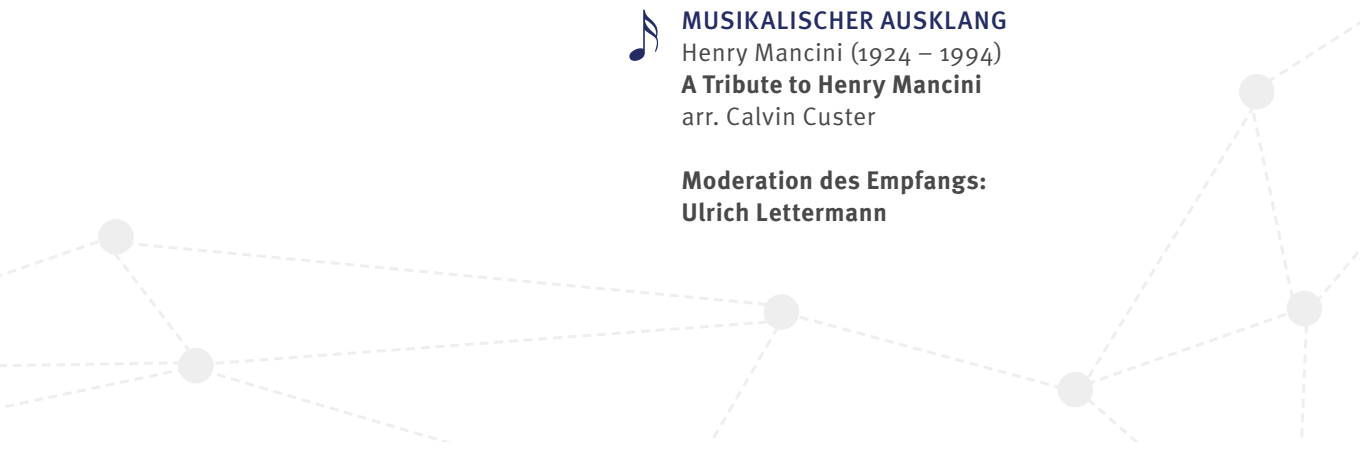 MUSIKALISCHER AUSKLANG
Henry Mancini (1924 – 1994)
A Tribute to Henry Mancini
arr. Calvin Custer
Moderation des Empfangs:
Ulrich Lettermann